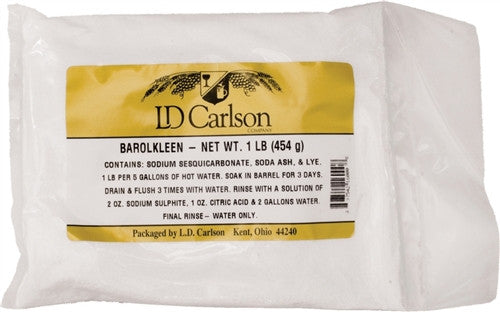 LD Carlson
COMPANY
BAROLKLEEN – NET WT. 1 LB (454 g)
CONTAINS: SODIUM SESQUICARBONATE, SODA ASH, & LYE.
1 LB PER 5 GALLONS OF HOT WATER. SOAK IN BARREL FOR 3 DAYS.
DRAIN & FLUSH 3 TIMES WITH WATER. RINSE WITH A SOLUTION OF
2 OZ. SODIUM SULPHITE, 1 OZ. CITRIC ACID & 2 GALLONS WATER.
FINAL RINSE– WATER ONLY.
Packaged by L.D. Carlson Kent, Ohio 44240